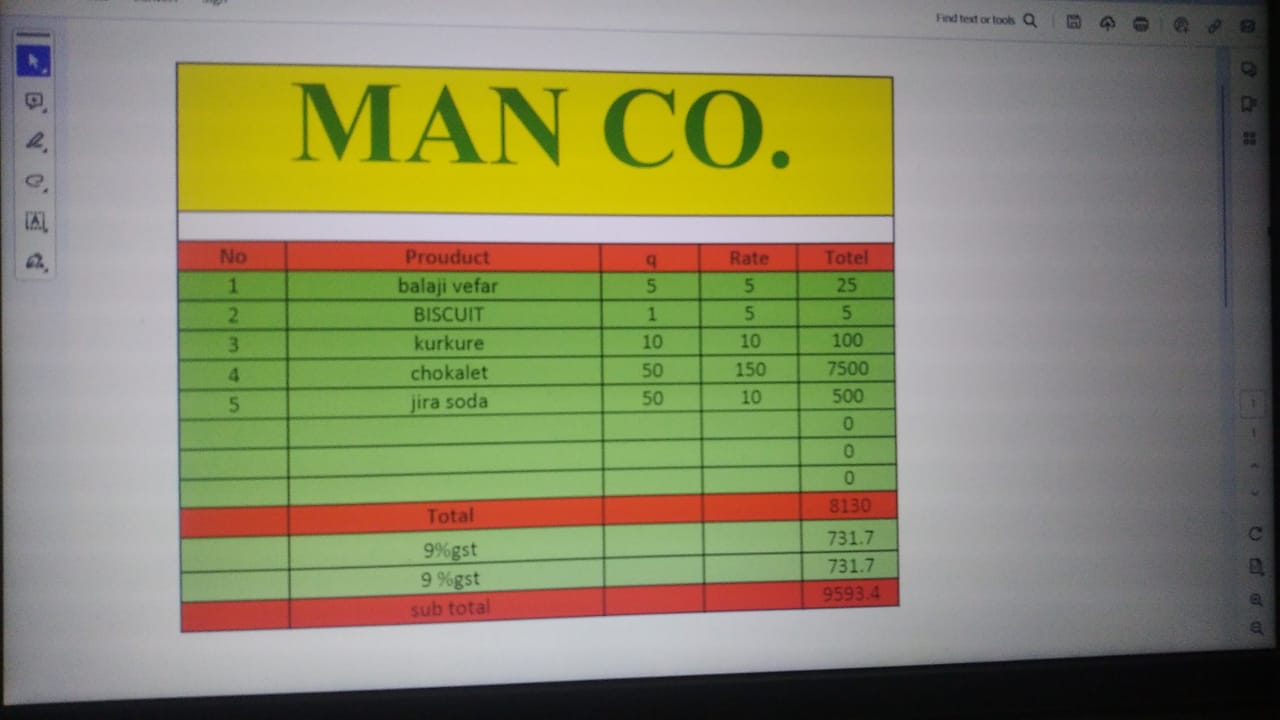 Find text or tools
MAN CO.
No Prouduct q Rate Totel
1 balaji vefar 5 5 25
2 BISCUIT 1 5 5
3 kurkure 10 10 100
4 chokalet 50 150 7500
5 jira soda 50 10 500
0
0
0
Total 8130
9%gst 731.7
9 %gst 731.7
sub total 9593.4